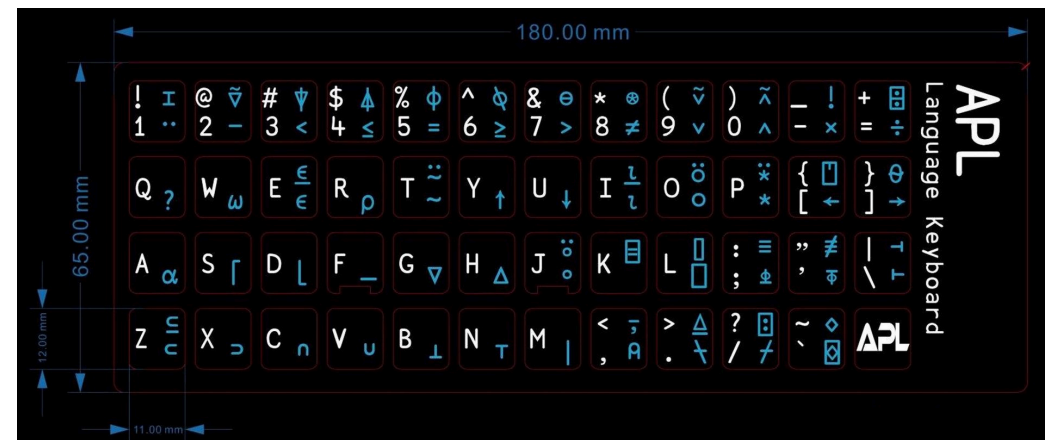 180.00 mm
65.00 mm
12.00 mm
11.00 mm
APL
Language Keyboard
! ⌶ @ ⍫ # ⍒ $ ⍋ % ⌽ ^ ⍉ & ⊖ * ⍟ ( ⍱ ) ⍲ _ ! + ⌹
1 ¨ 2 ¯ 3 < 4 ≤ 5 = 6 ≥ 7 > 8 ≠ 9 ∨ 0 ∧ - × = ÷
Q ? W ω E ⍷ ∊ R ρ T ⍨ ~ Y ↑ U ↓ I ⍸ ⍳ O ⍥ ○ P ⍣ * { ⍞ [ ← } ⍬ ] →
A α S ⌈ D ⌊ F _ G ∇ H ∆ J ⍤ ∘ K ⌸ L ⌷ ⎕ : ≡ ; ⍎ ” ≢ ’ ⍕ | ⊣ \ ⊢
Z ⊆ ⊂ X ⊃ C ∩ V ∪ B ⊥ N ⊤ M | < ⍪ , ⍝ > ⍙ . ⍀ ? ⍠ / ⌿ ~ ⋄ ` ⌺ APL